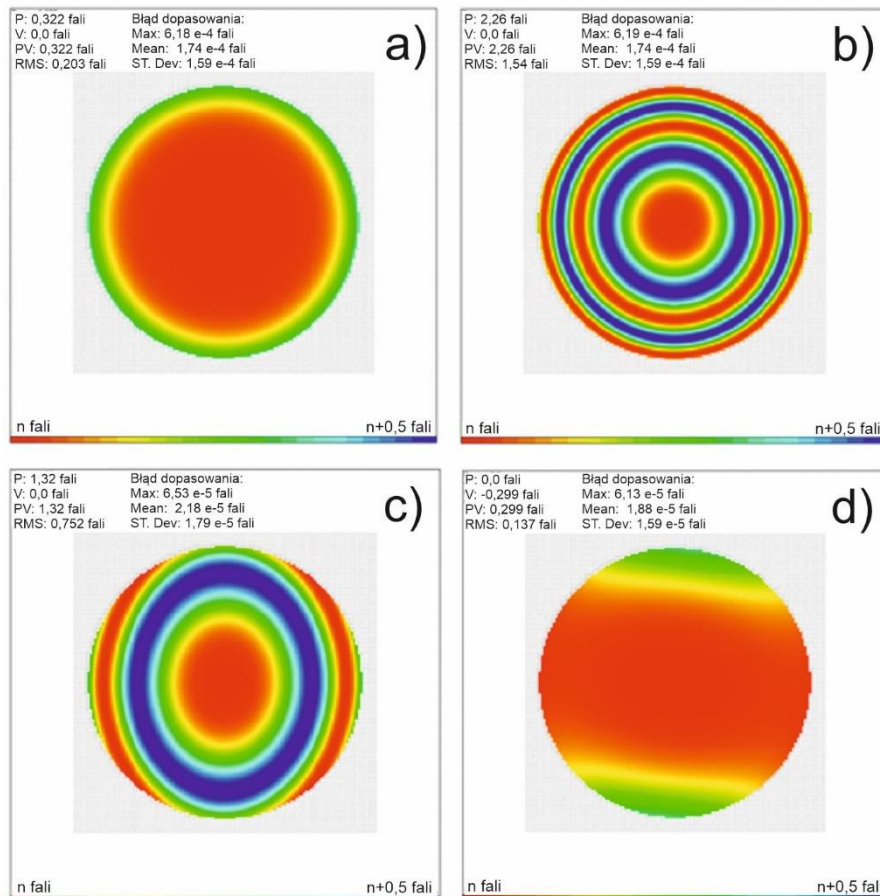 P: 0,322 fali
V: 0,0 fali
PV: 0,322 fali
RMS: 0,203 fali
Błąd dopasowania:
Max: 6,18 e-4 fali
Mean: 1,74 e-4 fali
ST. Dev: 1,59 e-4 fali
a)
n fali
n+0,5 fali
P: 2,26 fali
V: 0,0 fali
PV: 2,26 fali
RMS: 1,54 fali
Błąd dopasowania:
Max: 6,19 e-4 fali
Mean: 1,74 e-4 fali
ST. Dev: 1,59 e-4 fali
b)
n fali
n+0,5 fali
P: 1,32 fali
V: 0,0 fali
PV: 1,32 fali
RMS: 0,752 fali
Błąd dopasowania:
Max: 6,53 e-5 fali
Mean: 2,18 e-5 fali
ST. Dev: 1,79 e-5 fali
c)
n fali
n+0,5 fali
P: 0,0 fali
V: -0,299 fali
PV: 0,299 fali
RMS: 0,137 fali
Błąd dopasowania:
Max: 6,13 e-5 fali
Mean: 1,88 e-5 fali
ST. Dev: 1,59 e-5 fali
d)
n fali
n+0,5 fali